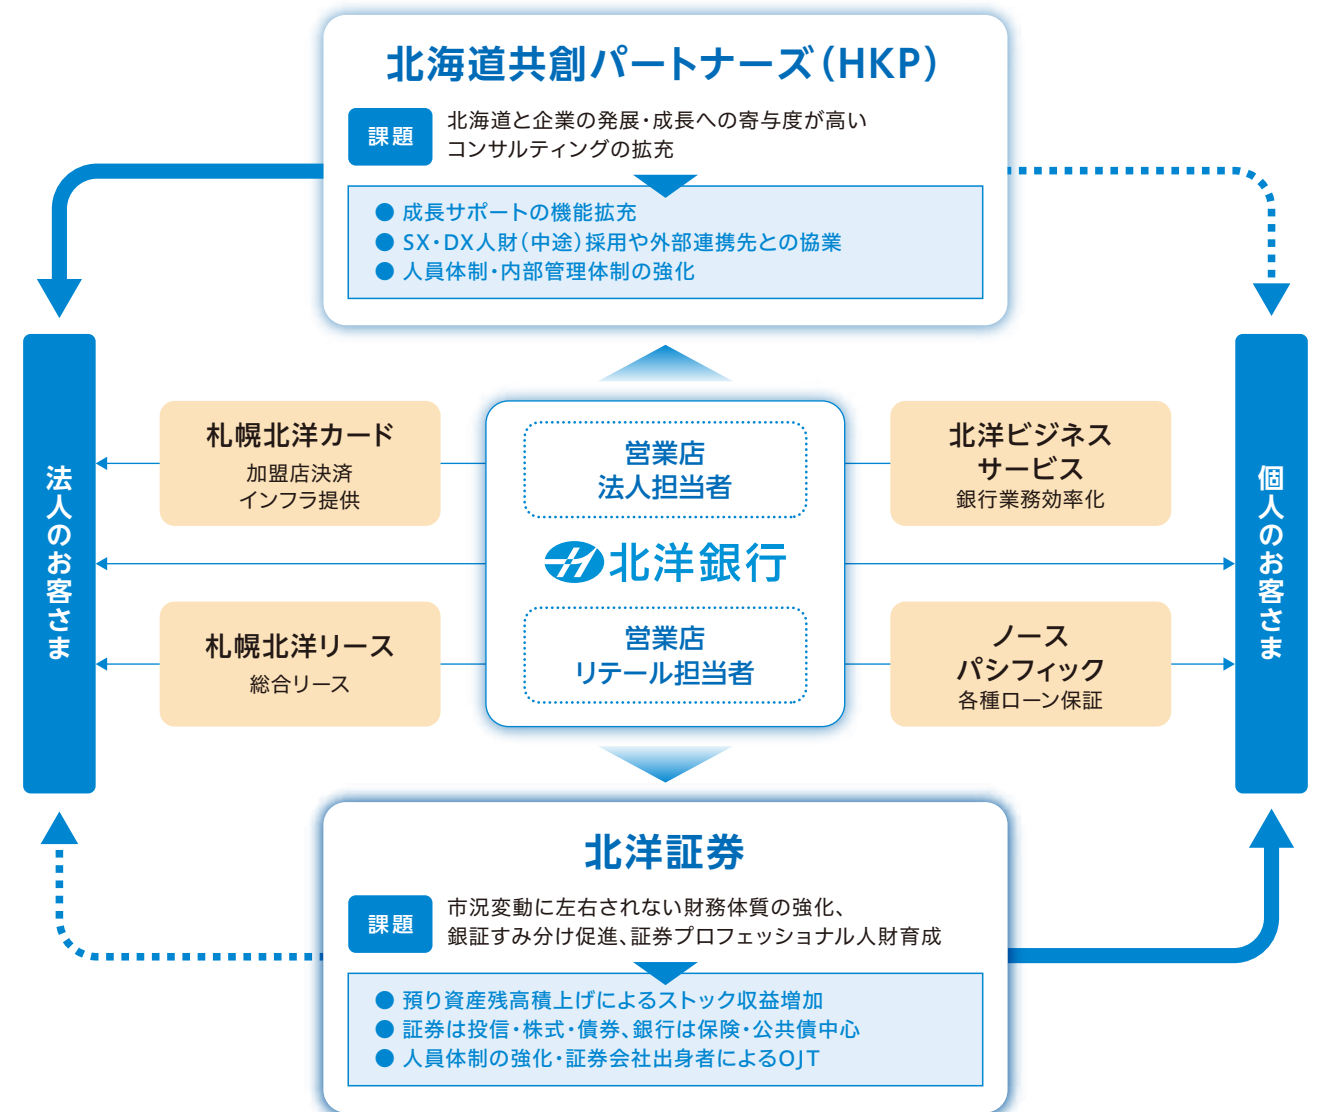 北海道共創パートナーズ（HKP）
課題
北海道と企業の発展・成長への寄与度が高い
コンサルティングの拡充
● 成長サポートの機能拡充
● SX・DX人財（中途）採用や外部連携先との協業
● 人員体制・内部管理体制の強化
法人のお客さま
札幌北洋カード
加盟店決済
インフラ提供
札幌北洋リース
総合リース
営業店
法人担当者
北洋銀行
営業店
リテール担当者
北洋ビジネス
サービス
銀行業務効率化
ノース
パシフィック
各種ローン保証
個人のお客さま
北洋証券
課題
市況変動に左右されない財務体質の強化、
銀証すみ分け促進、証券プロフェッショナル人財育成
● 預り資産残高積上げによるストック収益増加
● 証券は投信・株式・債券、銀行は保険・公共債中心
● 人員体制の強化・証券会社出身者によるOJT